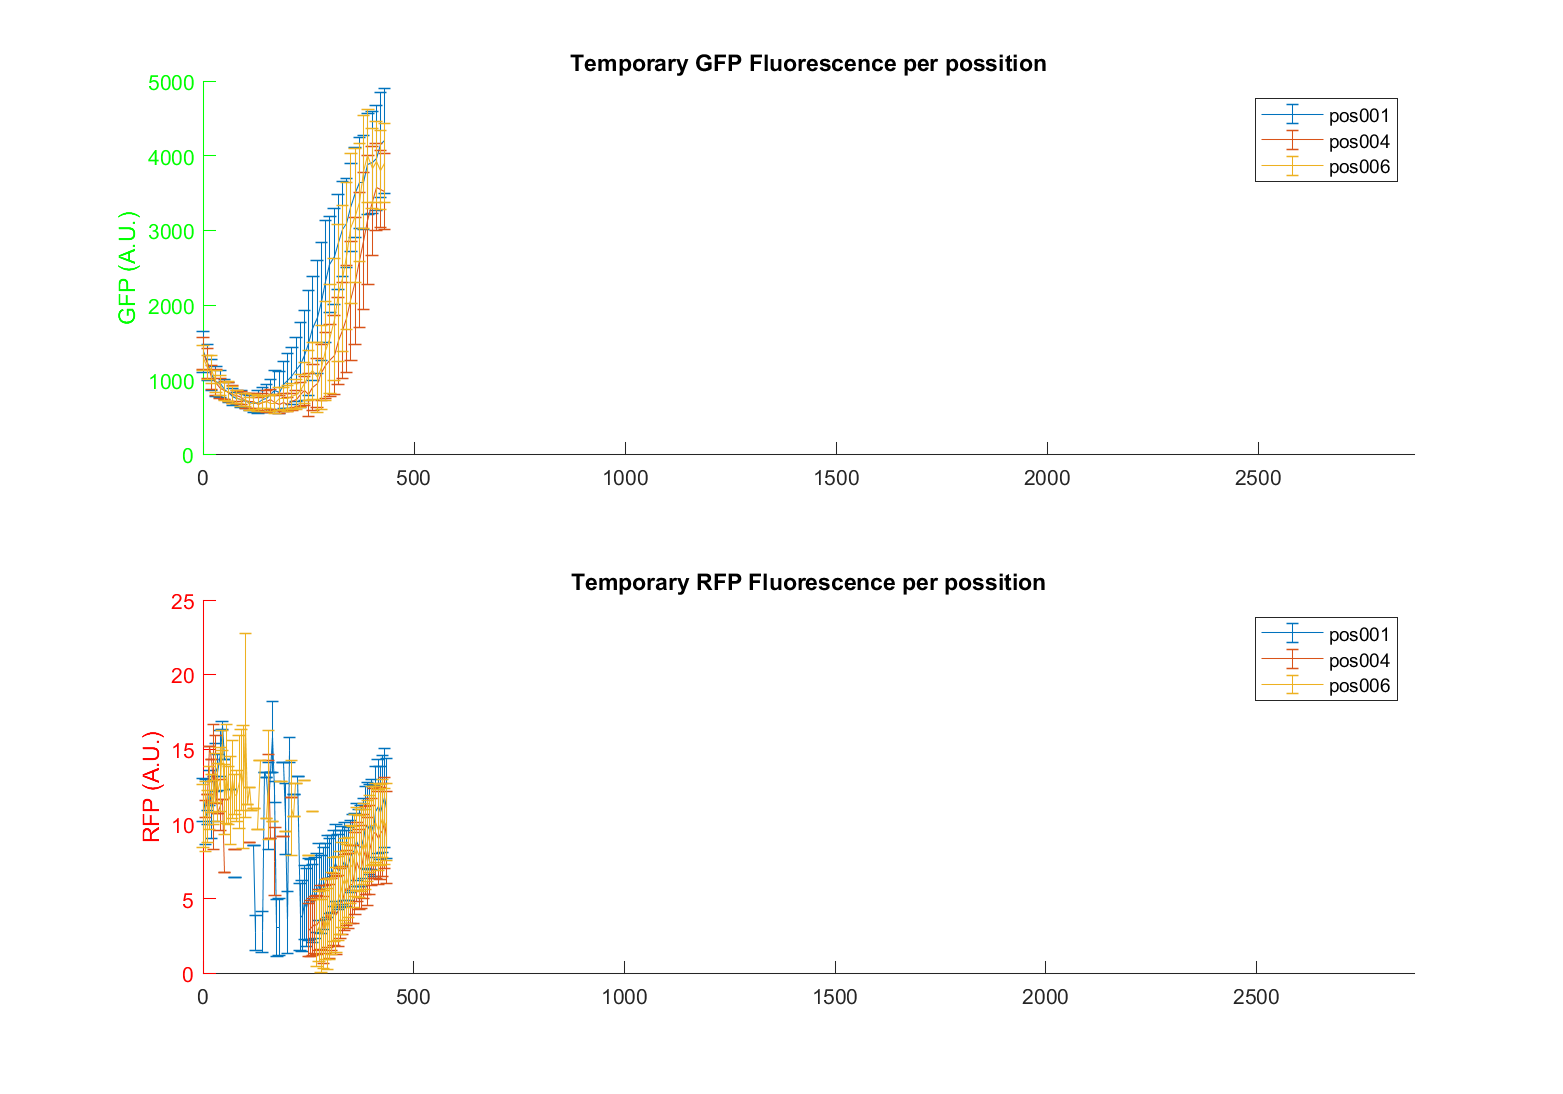 Temporary GFP Fluorescence per possition
5000
4000
3000
2000
1000
0
GFP (A.U.)
pos001
pos004
pos006
0 500 1000 1500 2000 2500
Temporary RFP Fluorescence per possition
25
20
15
10
5
0
RFP (A.U.)
pos001
pos004
pos006
0 500 1000 1500 2000 2500